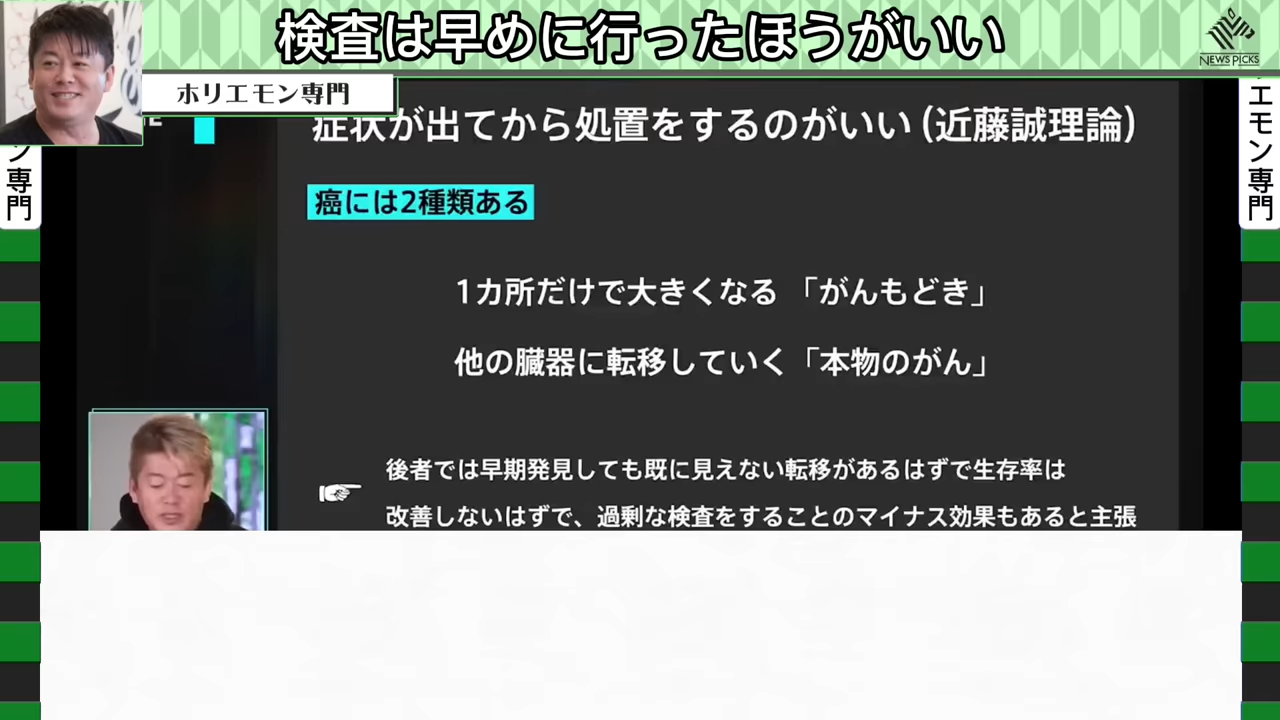 検査は早めに行ったほうがいい
NEWS PICKS
ホリエモン専門
症状が出てから処置をするのがいい(近藤誠理論)
癌には2種類ある
1カ所だけで大きくなる 「がんもどき」
他の臓器に転移していく「本物のがん」
後者では早期発見しても既に見えない転移があるはずで生存率は
改善しないはずで、過剰な検査をすることのマイナス効果もあると主張
ン専門
エモン専門